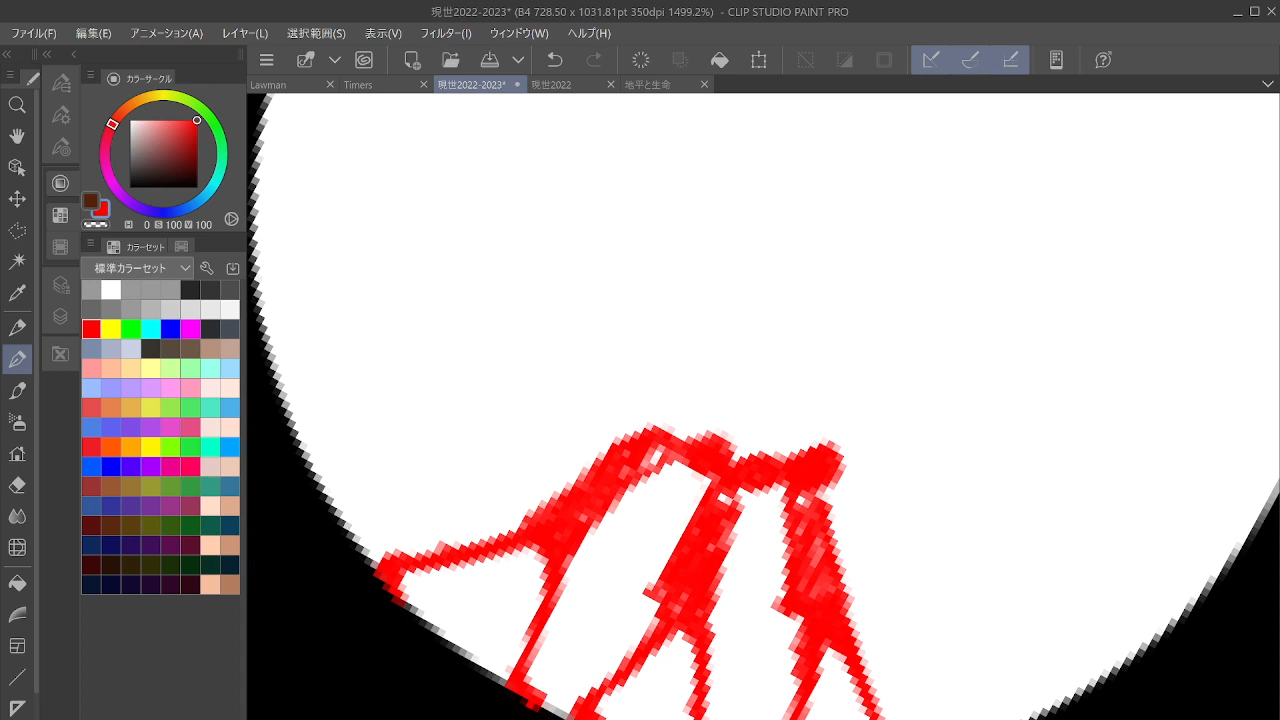 現世2022-2023* (B4 728.50 x 1031.81pt 350dpi 1499.2%) - CLIP STUDIO PAINT PRO
ファイル(F) 編集(E) アニメーション(A) レイヤー(L) 選択範囲(S) 表示(V) フィルター(I) ウィンドウ(W) ヘルプ(H)
Lawman Timers 現世2022-2023* 現世2022 地平と生命
カラーサークル
H 0 S 100 V 100
カラーセット
標準カラーセット